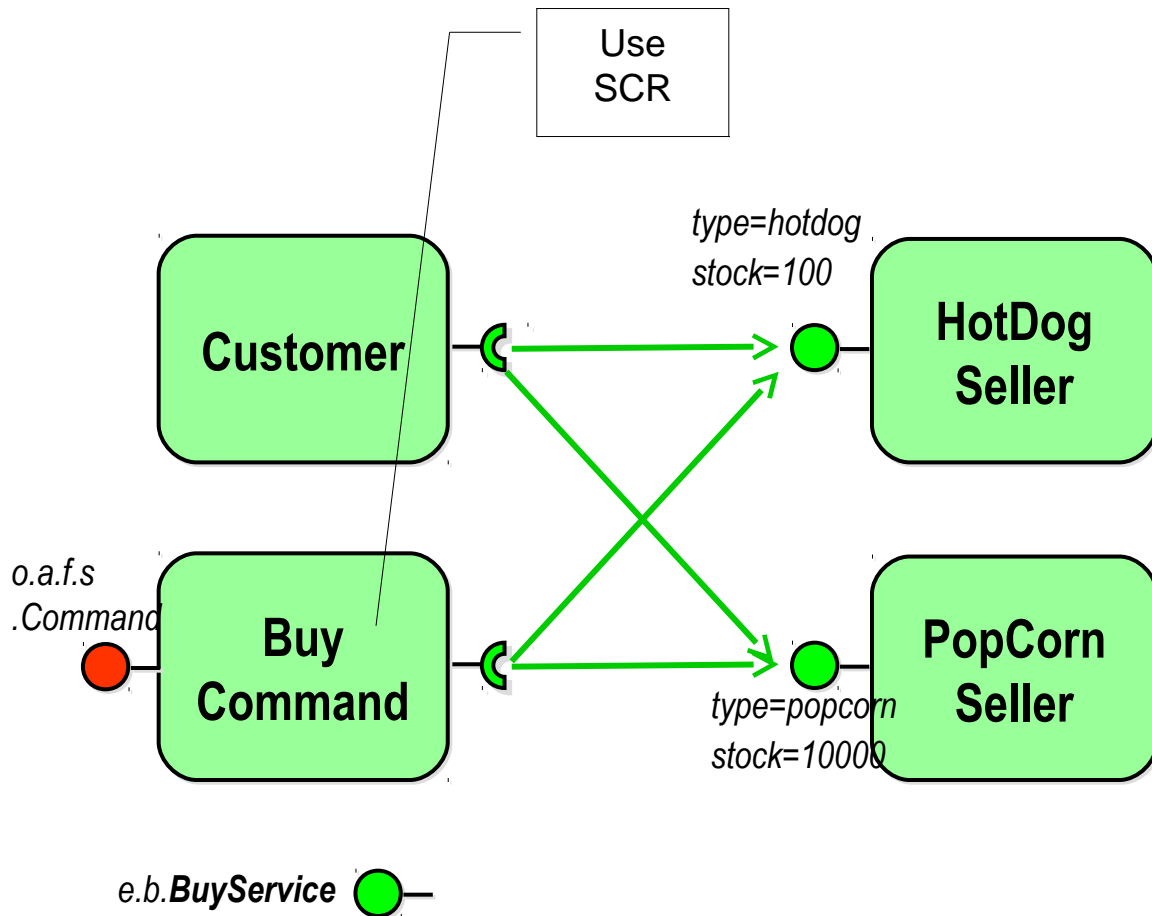 Use
SCR
type=hotdog
stock=100
Customer
HotDog
Seller
o.a.f.s
.Command
Buy
Command
PopCorn
Seller
type=popcorn
stock=10000
e.b.BuyService